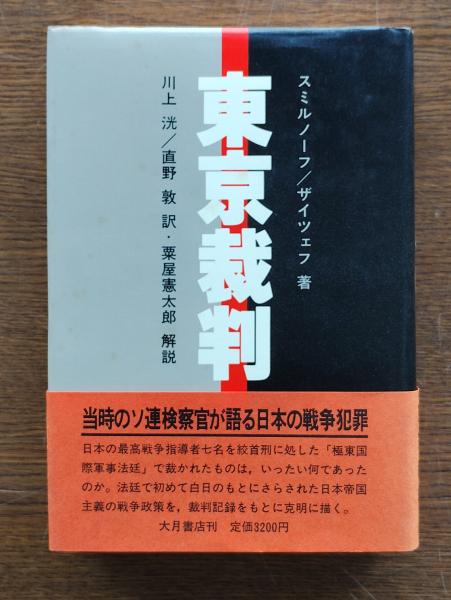 スミルノーフ／ザイツェフ 著
東京裁判
川上 洸／直野 敦 訳・粟屋憲太郎 解説
当時のソ連検察官が語る日本の戦争犯罪
日本の最高戦争指導者七名を絞首刑に処した「極東国
際軍事法廷」で裁かれたものは，いったい何であった
のか。法廷で初めて白日のもとにさらされた日本帝国
主義の戦争政策を，裁判記録をもとに克明に描く。
大月書店刊 定価3200円